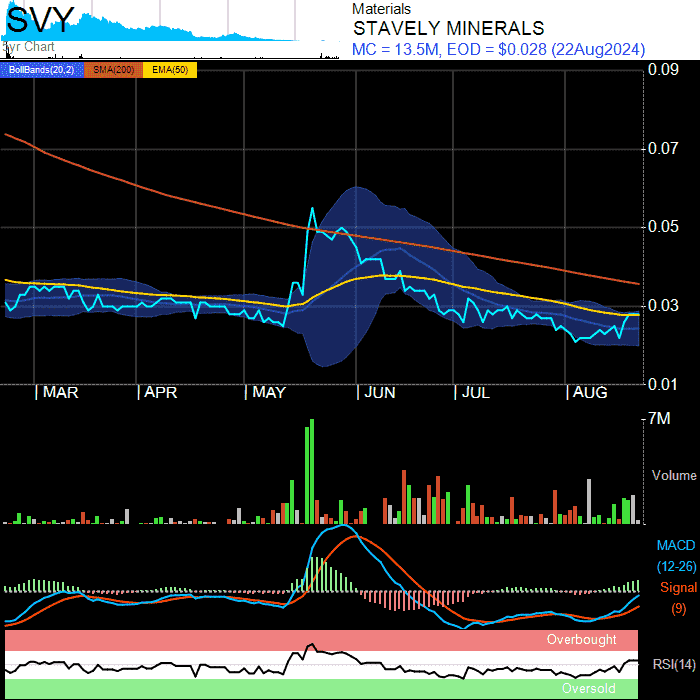 SVY
5yr Chart
Materials
STAVELY MINERALS
MC = 13.5M, EOD = $0.028 (22Aug2024)
BollBands(20,2) SMA(200) EMA(50)
0.09
0.07
0.05
0.03
0.01
| MAR | APR | MAY | JUN | JUL | AUG
7M
Volume
MACD
(12-26)
Signal
(9)
Overbought
RSI(14)
Oversold